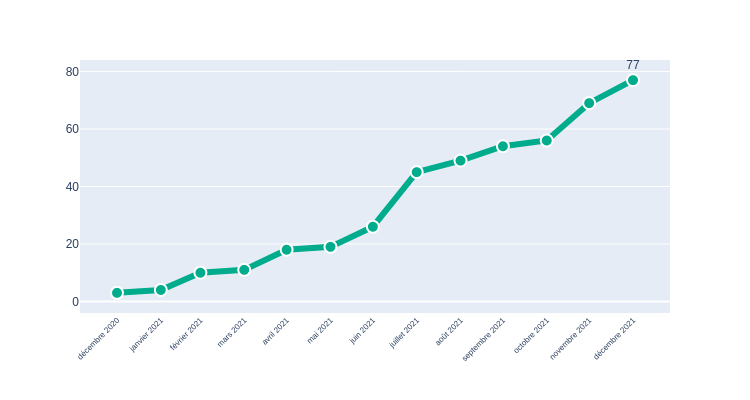 77
80
60
40
20
0
décembre 2020
janvier 2021
février 2021
mars 2021
avril 2021
mai 2021
juin 2021
juillet 2021
août 2021
septembre 2021
octobre 2021
novembre 2021
décembre 2021